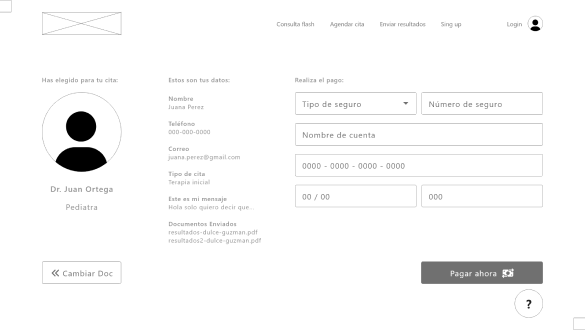 Consulta flash
Agendar cita
Enviar resultados
Sing up
Login
Has elegido para tu cita:
Dr. Juan Ortega
Pediatra
Estos son tus datos:
Nombre
Juana Perez
Teléfono
000-000-0000
Correo
juana.perez@gmail.com
Tipo de cita
Terapia inicial
Este es mi mensaje
Hola solo quiero decir que...
Documentos Enviados
resultados-dulce-guzman.pdf
resultados2-dulce-guzman.pdf
Realiza el pago:
Tipo de seguro
Número de seguro
Nombre de cuenta
0000 - 0000 - 0000 - 0000
00 / 00
000
Cambiar Doc
Pagar ahora
?